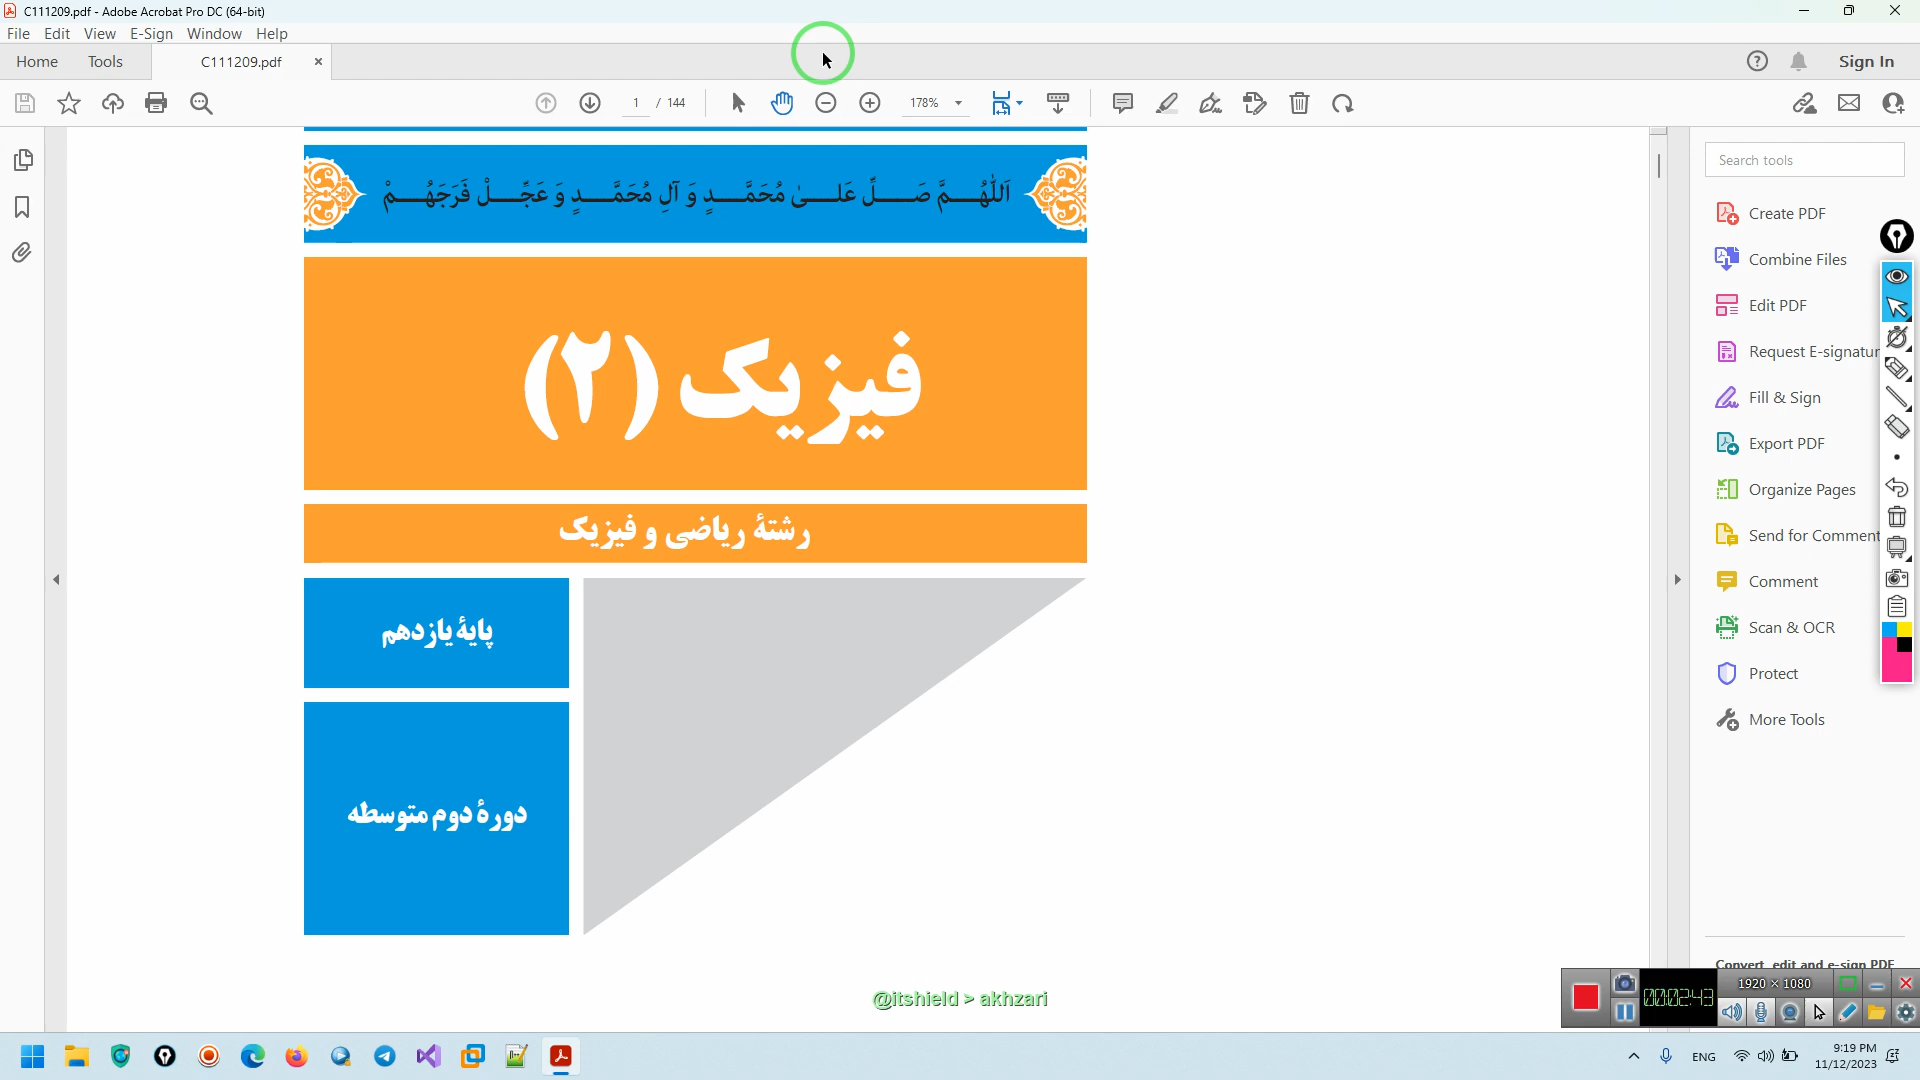 C111209.pdf - Adobe Acrobat Pro DC (64-bit)
File Edit View E-Sign Window Help
Home Tools C111209.pdf Sign In
1 / 144 178%
Search tools
اَللّٰهُمَّ صَلِّ عَلىٰ مُحَمَّدٍ وَ آلِ مُحَمَّدٍ وَ عَجِّلْ فَرَجَهُمْ
فیزیک (۲)
رشتهٔ ریاضی و فیزیک
پایهٔ یازدهم
دورهٔ دوم متوسطه
Create PDF
Combine Files
Edit PDF
Request E-signatur
Fill & Sign
Export PDF
Organize Pages
Send for Comment
Comment
Scan & OCR
Protect
More Tools
Convert, edit and e-sign PDF
1920 × 1080
00:02:43
@itshield > akhzari
ENG
9:19 PM
11/12/2023